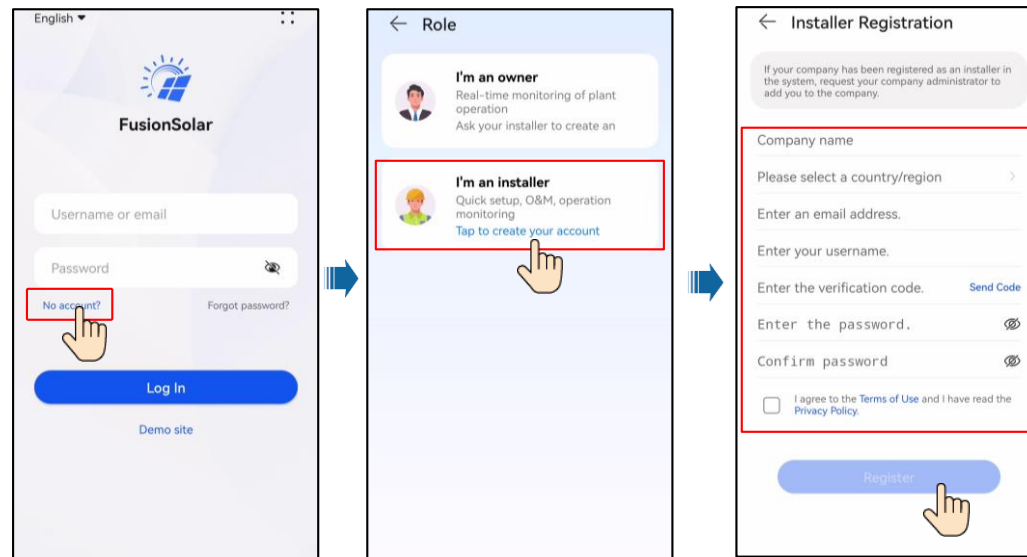 English
FusionSolar
Username or email
Password
No account?
Forgot password?
Log In
Demo site
Role
I'm an owner
Real-time monitoring of plant
operation
Ask your installer to create an
I'm an installer
Quick setup, O&M, operation
monitoring
Tap to create your account
Installer Registration
If your company has been registered as an installer in
the system, request your company administrator to
add you to the company.
Company name
Please select a country/region
Enter an email address.
Enter your username.
Enter the verification code. Send Code
Enter the password.
Confirm password
I agree to the Terms of Use and I have read the
Privacy Policy.
Register